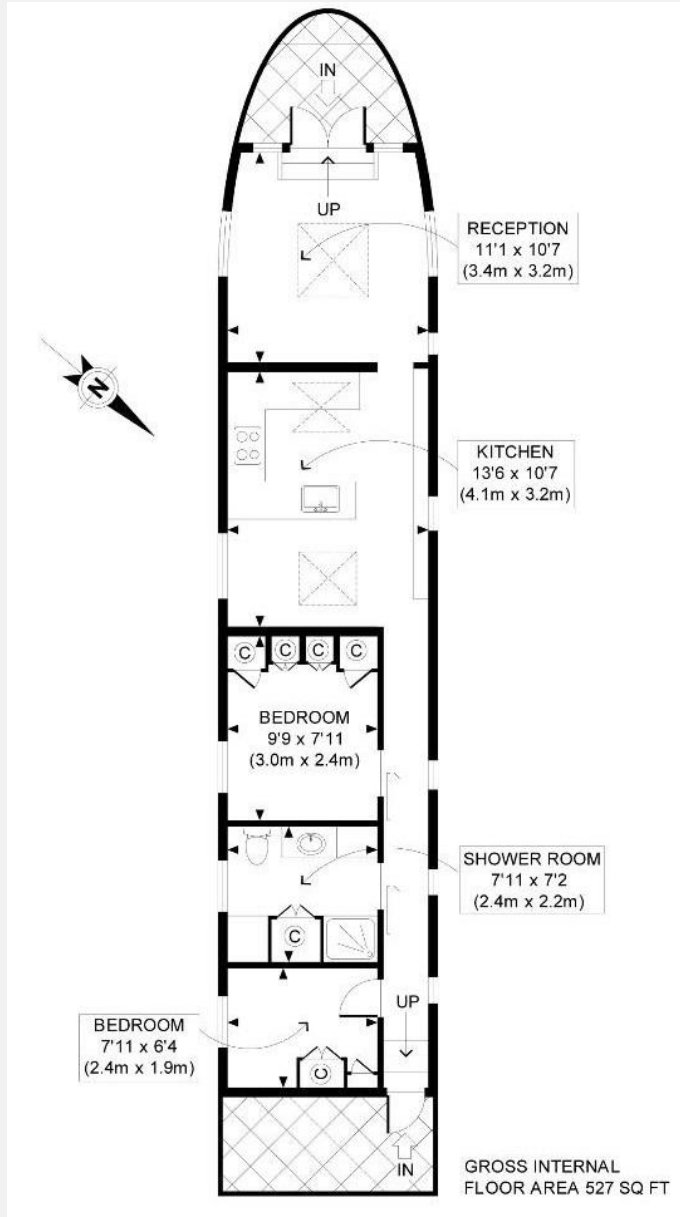 IN
UP
RECEPTION
11'1 x 10'7
(3.4m x 3.2m)
N
KITCHEN
13'6 x 10'7
(4.1m x 3.2m)
C
C
C
C
BEDROOM
9'9 x 7'11
(3.0m x 2.4m)
SHOWER ROOM
7'11 x 7'2
(2.4m x 2.2m)
C
UP
BEDROOM
7'11 x 6'4
(2.4m x 1.9m)
C
IN
GROSS INTERNAL
FLOOR AREA 527 SQ FT